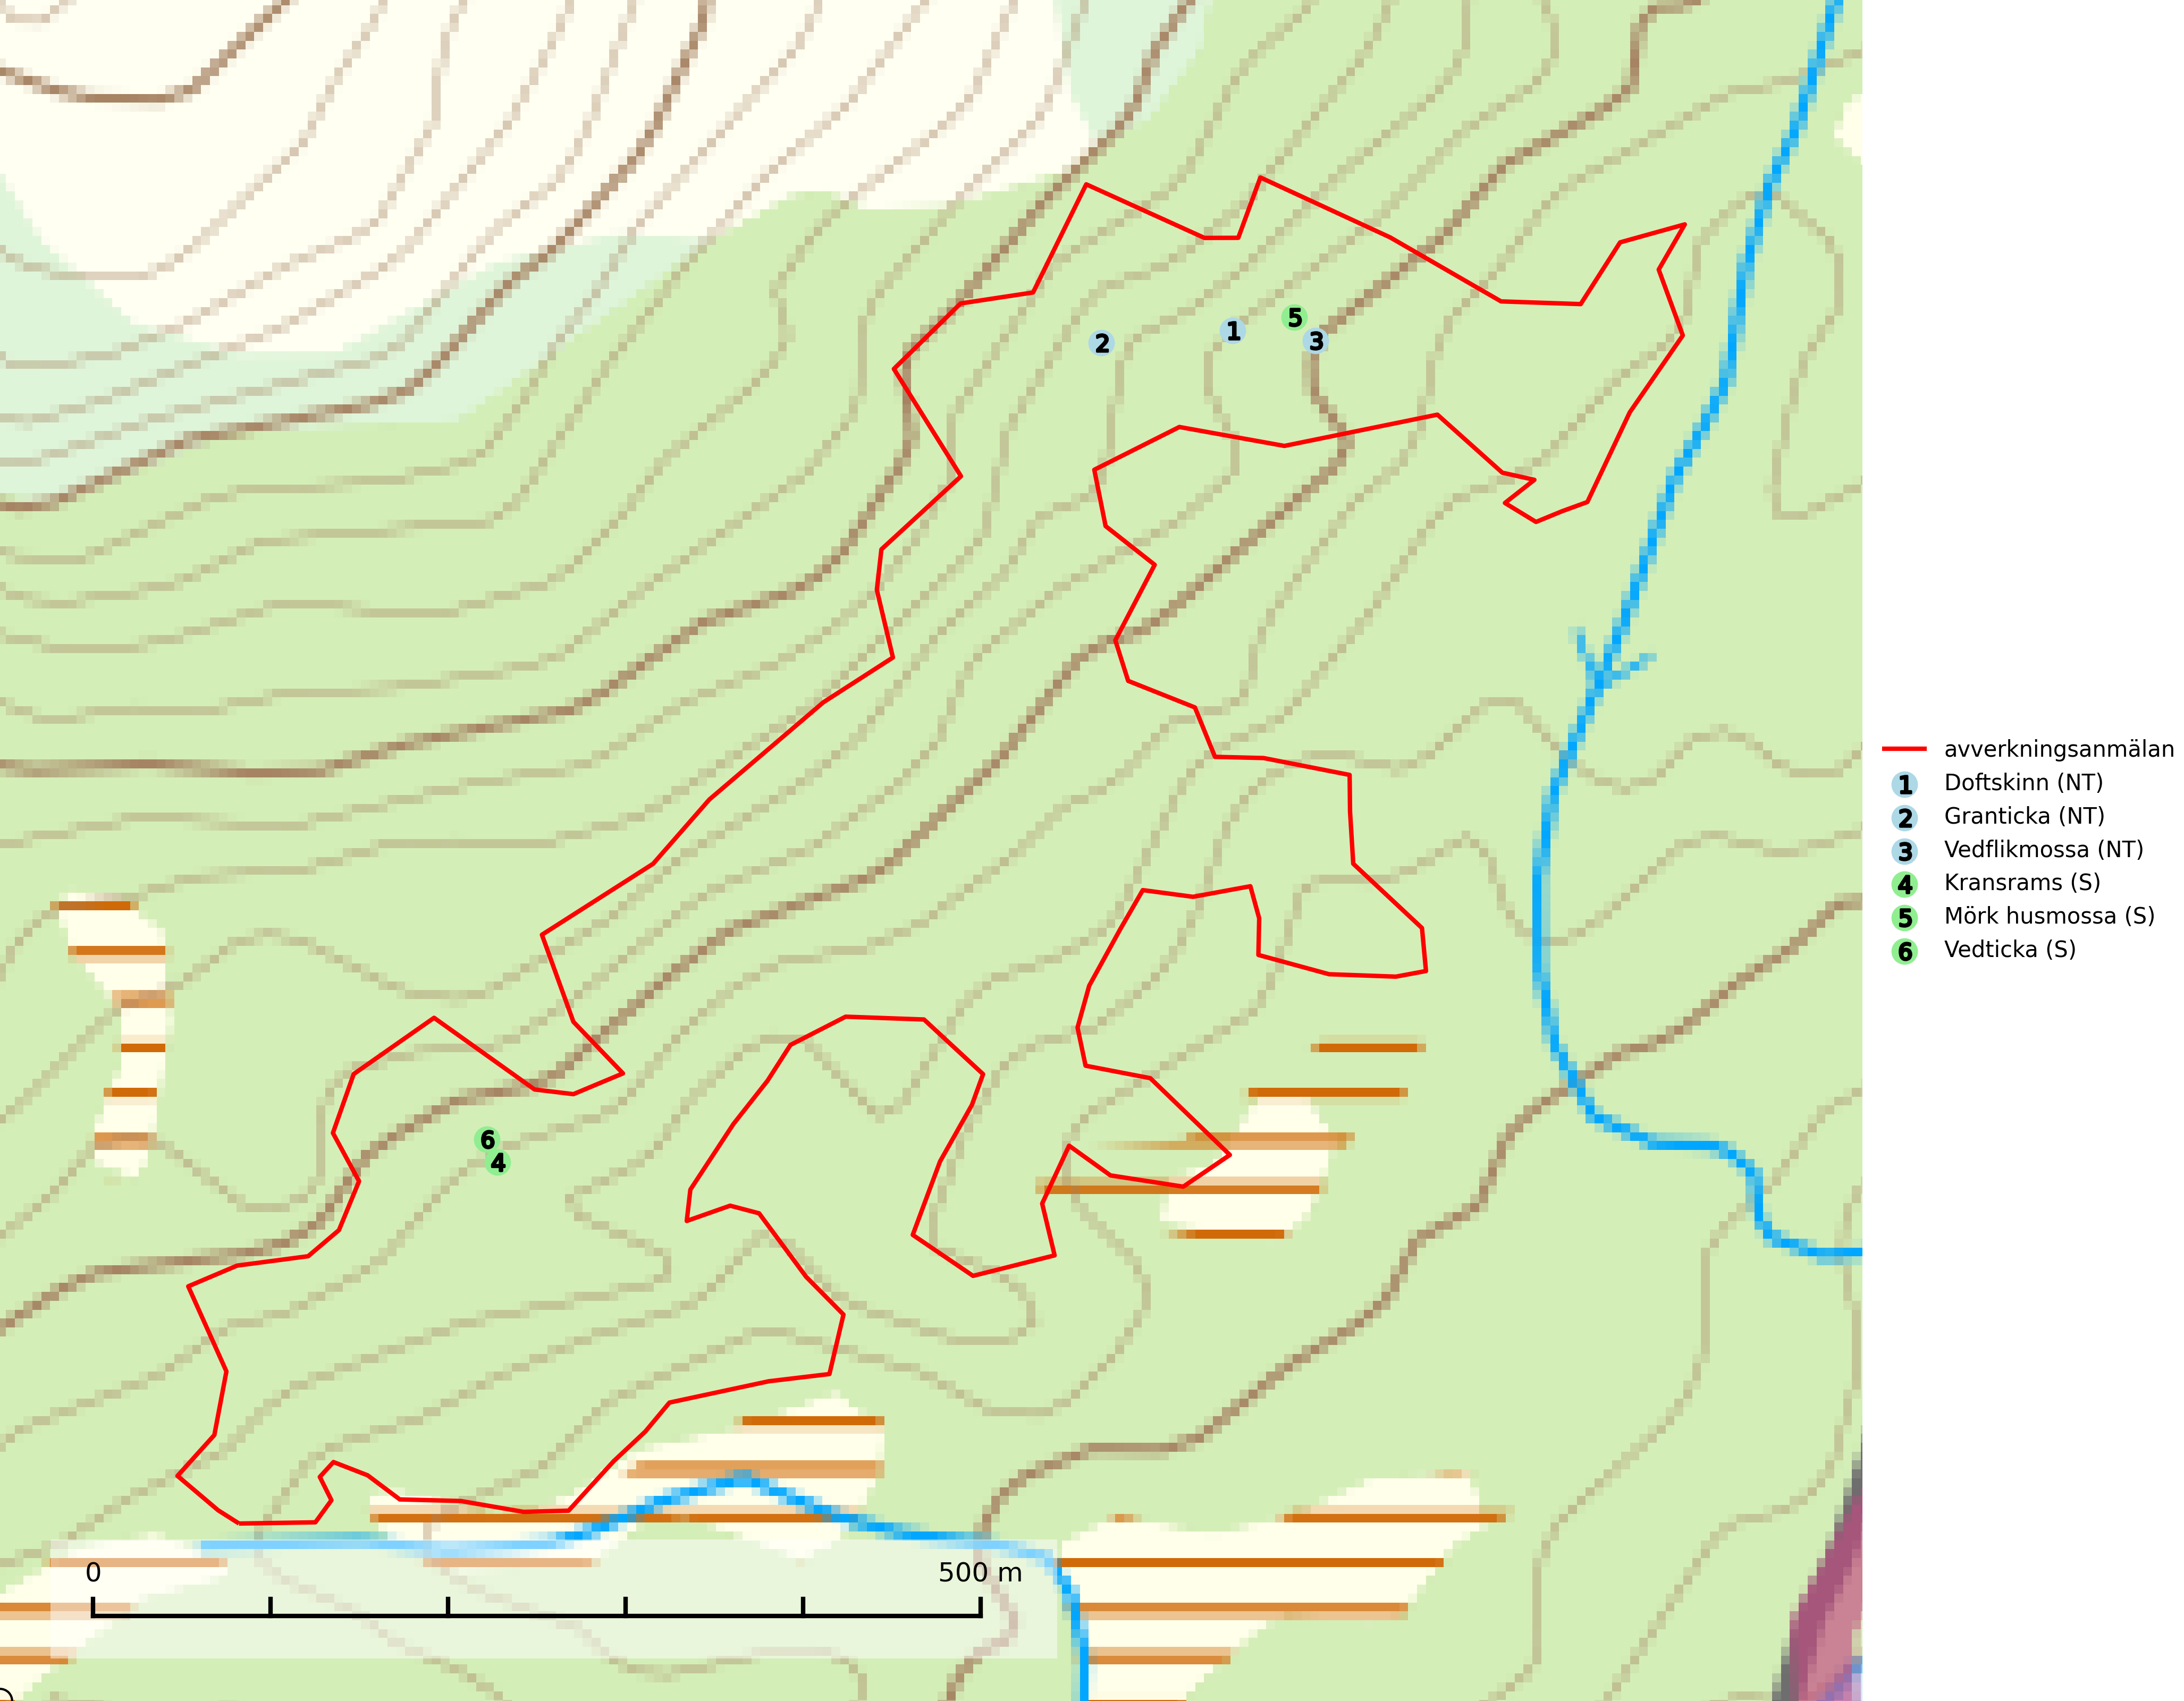 5
1
3
2
avverkningsanmälan
1 Doftskinn (NT)
2 Granticka (NT)
3 Vedflikmossa (NT)
4 Kransrams (S)
5 Mörk husmossa (S)
6 Vedticka (S)
6
4
0 500 m